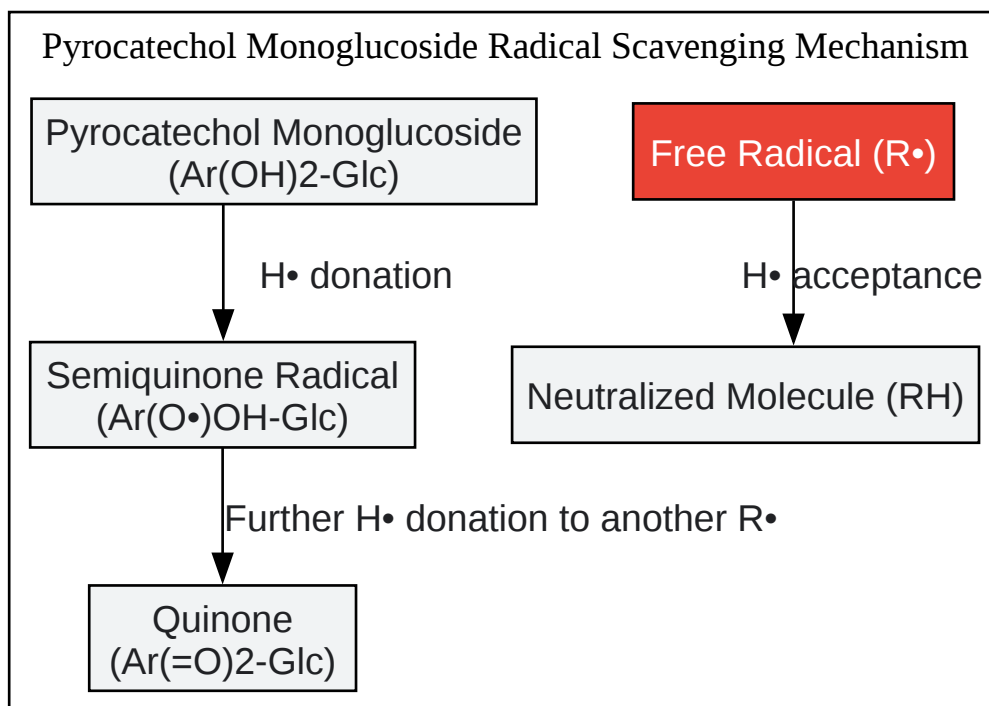 Pyrocatechol Monoglucoside Radical Scavenging Mechanism
Pyrocatechol Monoglucoside
(Ar(OH)2-Glc)
Free Radical (R•)
H• donation
H• acceptance
Semiquinone Radical
(Ar(O•)OH-Glc)
Neutralized Molecule (RH)
Further H• donation to another R•
Quinone
(Ar(=O)2-Glc)